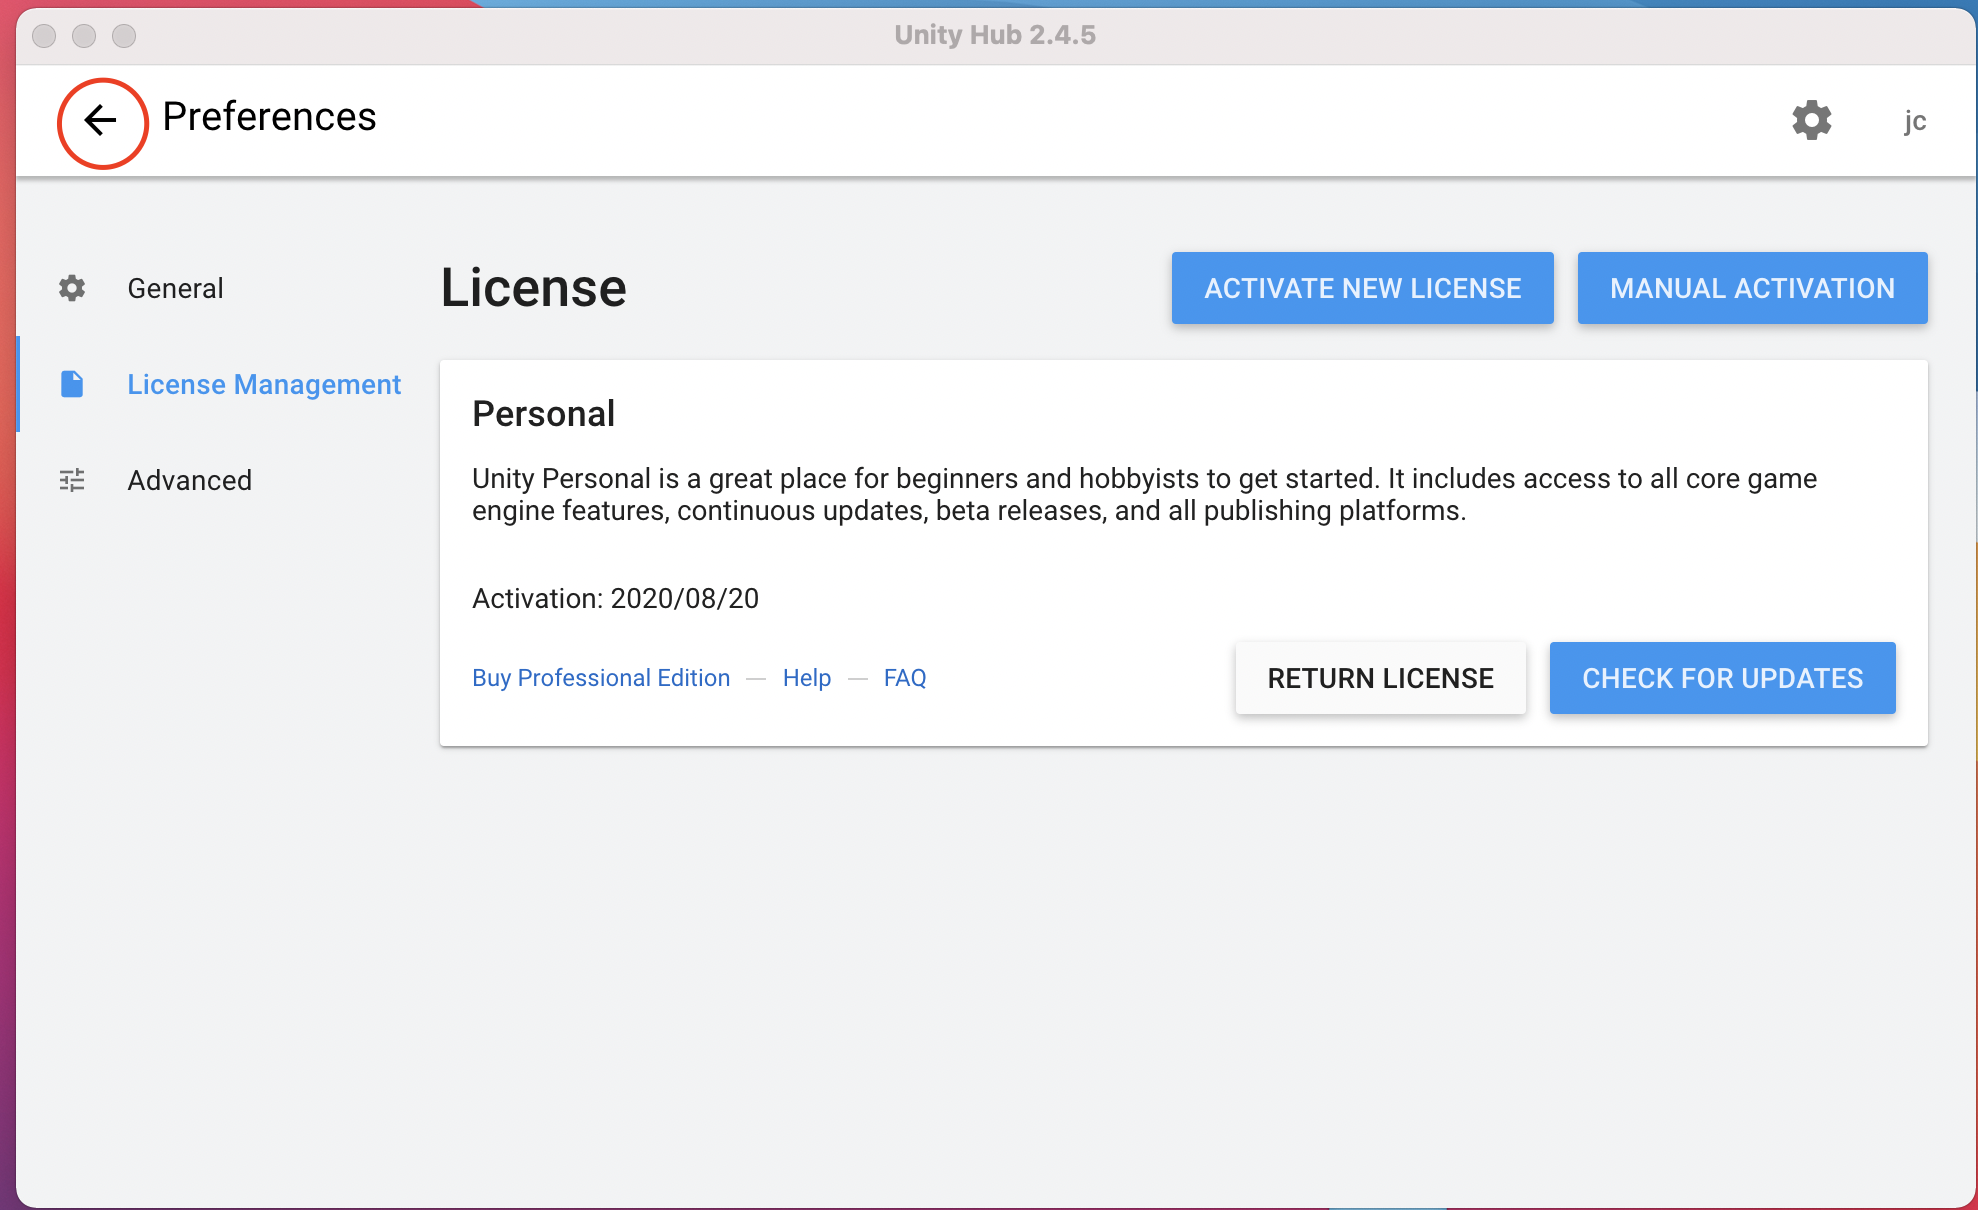 Unity Hub 2.4.5
Preferences
jc
General
License Management
Advanced
License
ACTIVATE NEW LICENSE
MANUAL ACTIVATION
Personal
Unity Personal is a great place for beginners and hobbyists to get started. It includes access to all core game
engine features, continuous updates, beta releases, and all publishing platforms.
Activation: 2020/08/20
Buy Professional Edition — Help — FAQ
RETURN LICENSE
CHECK FOR UPDATES